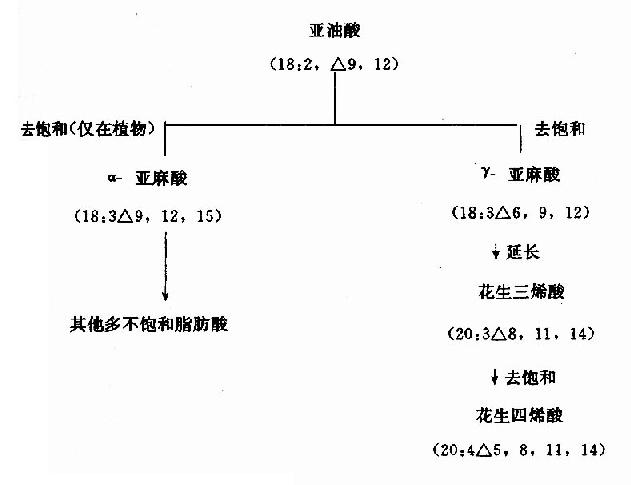 亚油酸
(18:2, △9, 12)
去饱和(仅在植物)
去饱和
α- 亚麻酸
γ- 亚麻酸
(18:3△9, 12, 15)
(18:3△6, 9, 12)
延长
花生三烯酸
其他多不饱和脂肪酸
(20:3△8, 11, 14)
去饱和
花生四烯酸
(20:4△5, 8, 11, 14)